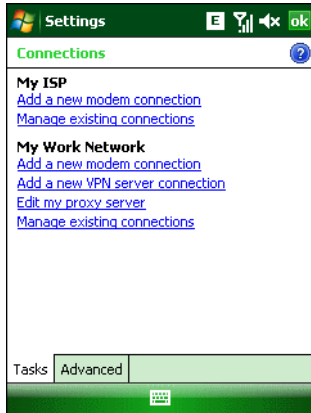 Settings E ok
Connections ?
My ISP
Add a new modem connection
Manage existing connections
My Work Network
Add a new modem connection
Add a new VPN server connection
Edit my proxy server
Manage existing connections
Tasks Advanced